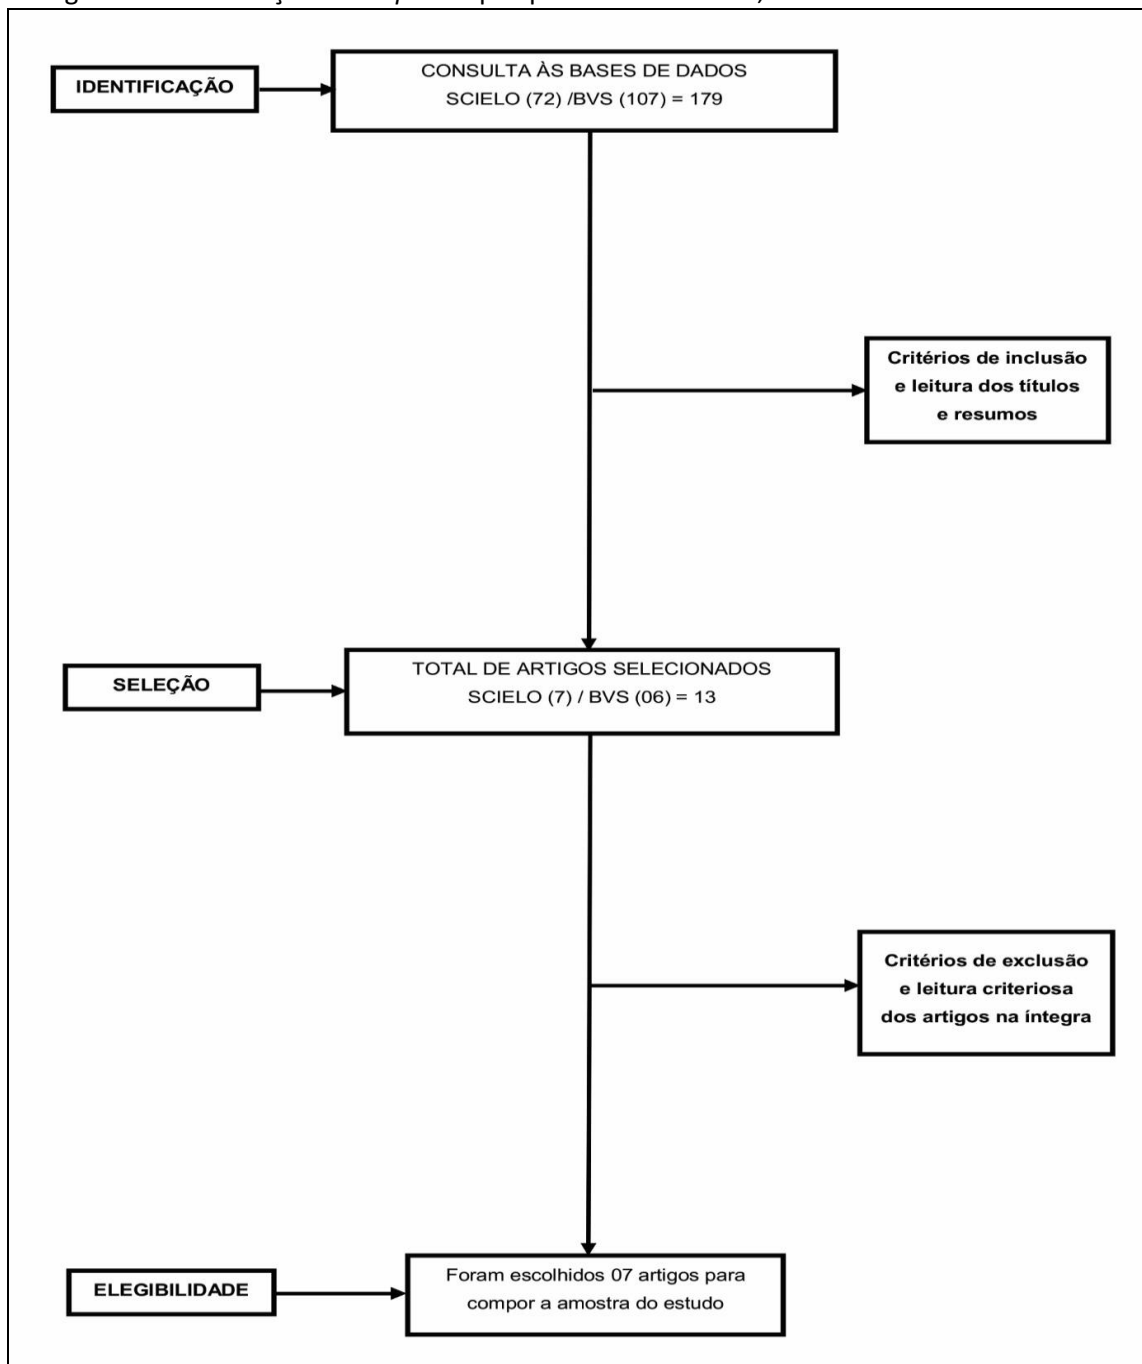 IDENTIFICAÇÃO
CONSULTA ÀS BASES DE DADOS
SCIELO (72) /BVS (107) = 179
Critérios de inclusão
e leitura dos títulos
e resumos
SELEÇÃO
TOTAL DE ARTIGOS SELECIONADOS
SCIELO (7) / BVS (06) = 13
Critérios de exclusão
e leitura criteriosa
dos artigos na íntegra
ELEGIBILIDADE
Foram escolhidos 07 artigos para
compor a amostra do estudo